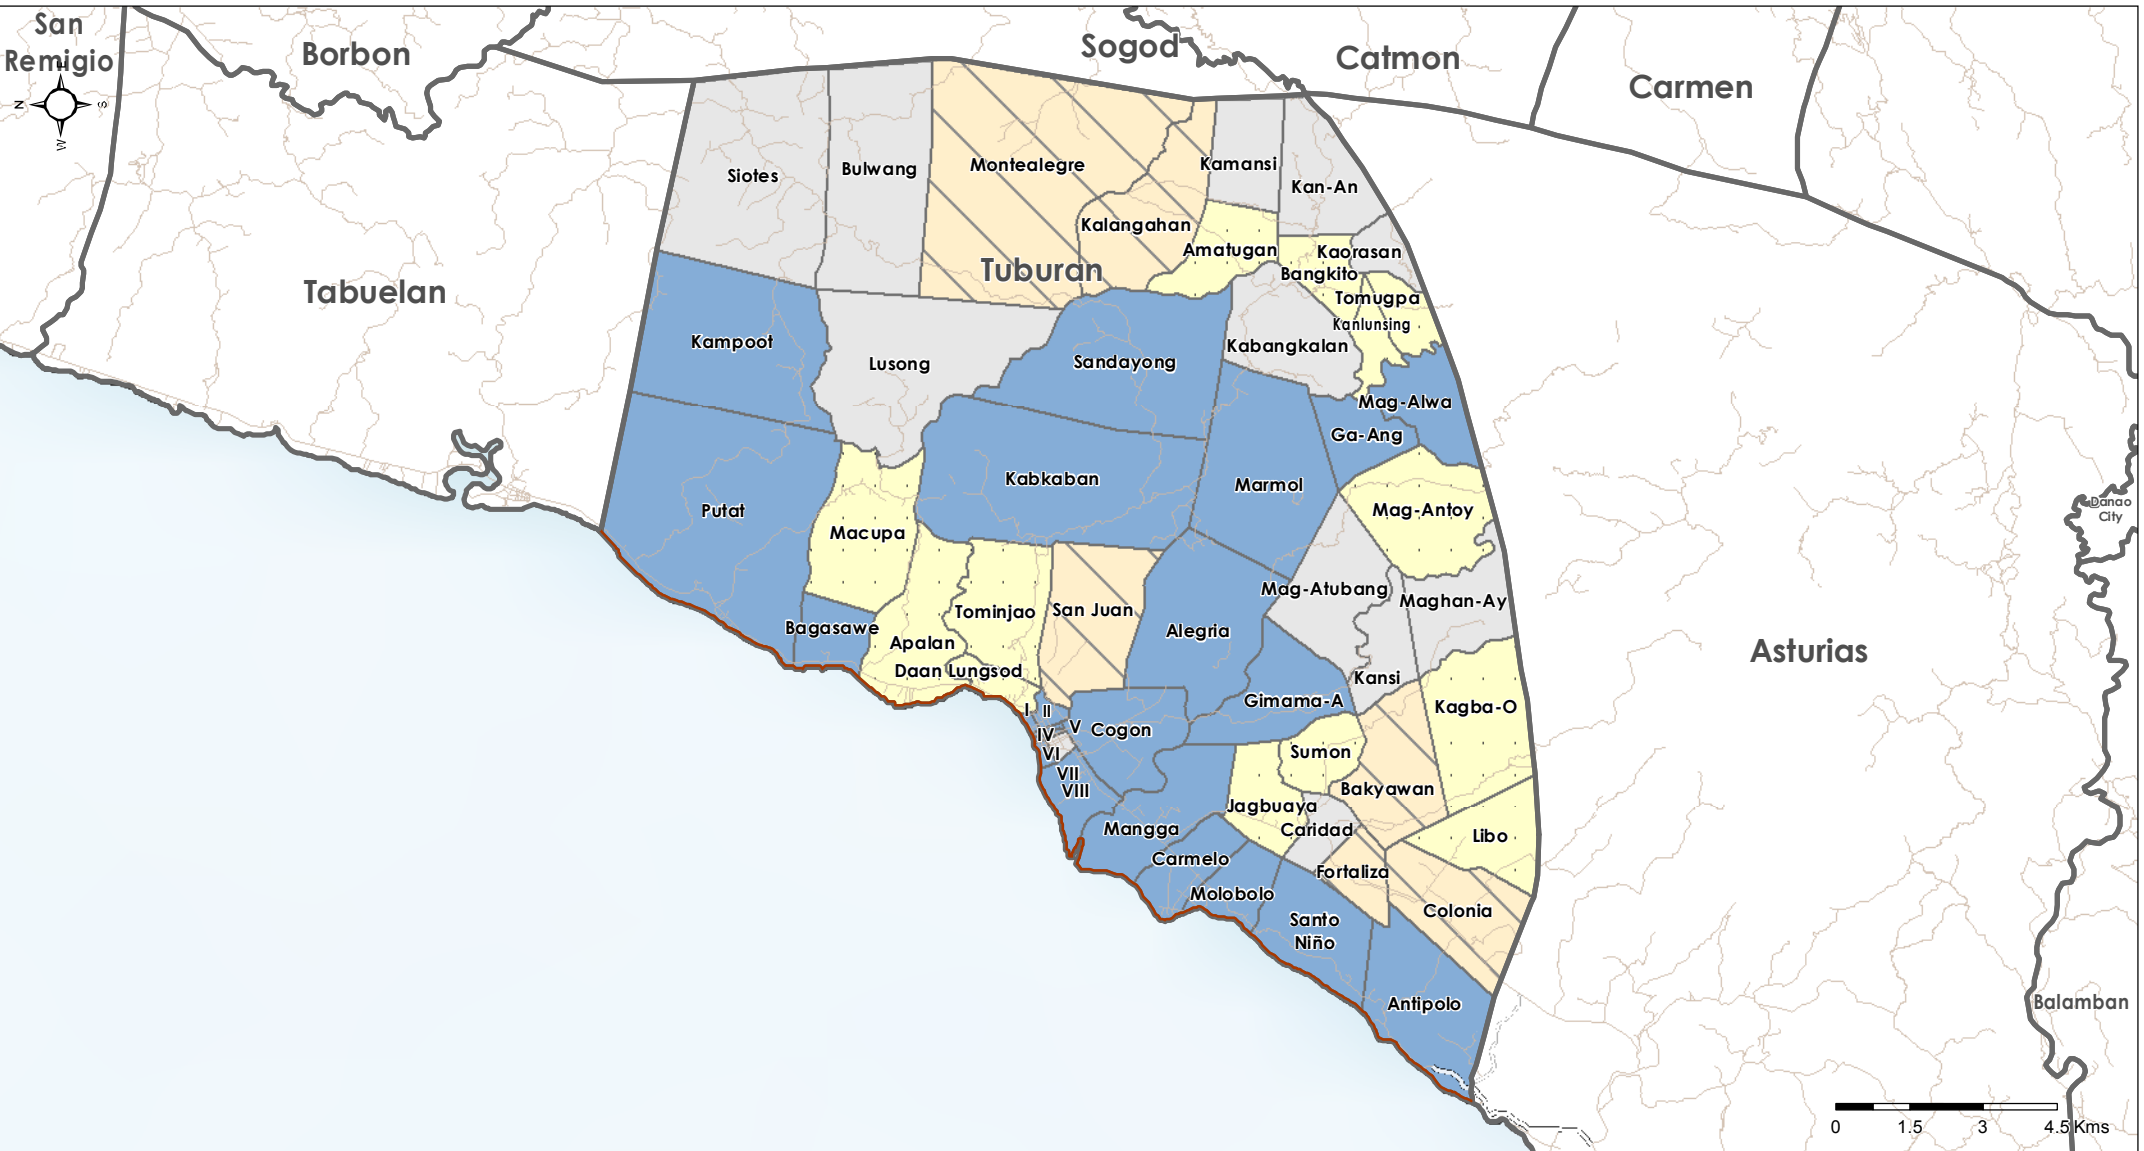 San
Remigio
Borbon
Sogod
Catmon
Carmen
E
N
S
W
Siotes
Bulwang
Montealegre
Kamansi
Kan-An
Kalangahan
Amatugan
Kaorasan
Bangkito
Tuburan
Tabuelan
Tomugpa
Kanlunsing
Kampoot
Lusong
Sandayong
Kabangkalan
Mag-Alwa
Ga-Ang
Kabkaban
Marmol
Putat
Macupa
Mag-Antoy
Danao
City
Mag-Atubang
Maghan-Ay
Bagasawe
Tominjao
San Juan
Alegria
Apalan
Daan Lungsod
Asturias
Kansi
Gimama-A
Kagba-O
I
II
V
Cogon
IV
VI
VII
VIII
Sumon
Bakyawan
Jagbuaya
Mangga
Caridad
Libo
Carmelo
Fortaliza
Molobolo
Colonia
Santo
Niño
Antipolo
Balamban
0 1.5 3 4.5 Kms